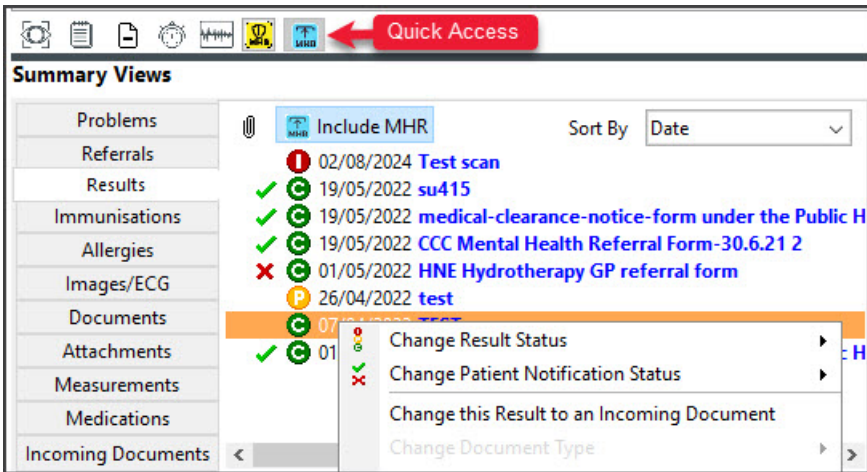 Quick Access
Summary Views
Problems
Referrals
Results
Immunisations
Allergies
Images/ECG
Documents
Attachments
Measurements
Medications
Incoming Documents
MHR Include MHR
Sort By Date
I 02/08/2024 Test scan
C 19/05/2022 su415
C 19/05/2022 medical-clearance-notice-form under the Public H
C 19/05/2022 CCC Mental Health Referral Form-30.6.21 2
C 01/05/2022 HNE Hydrotherapy GP referral form
P 26/04/2022 test
C 07
C 01
Change Result Status
Change Patient Notification Status
Change this Result to an Incoming Document
Change Document Type